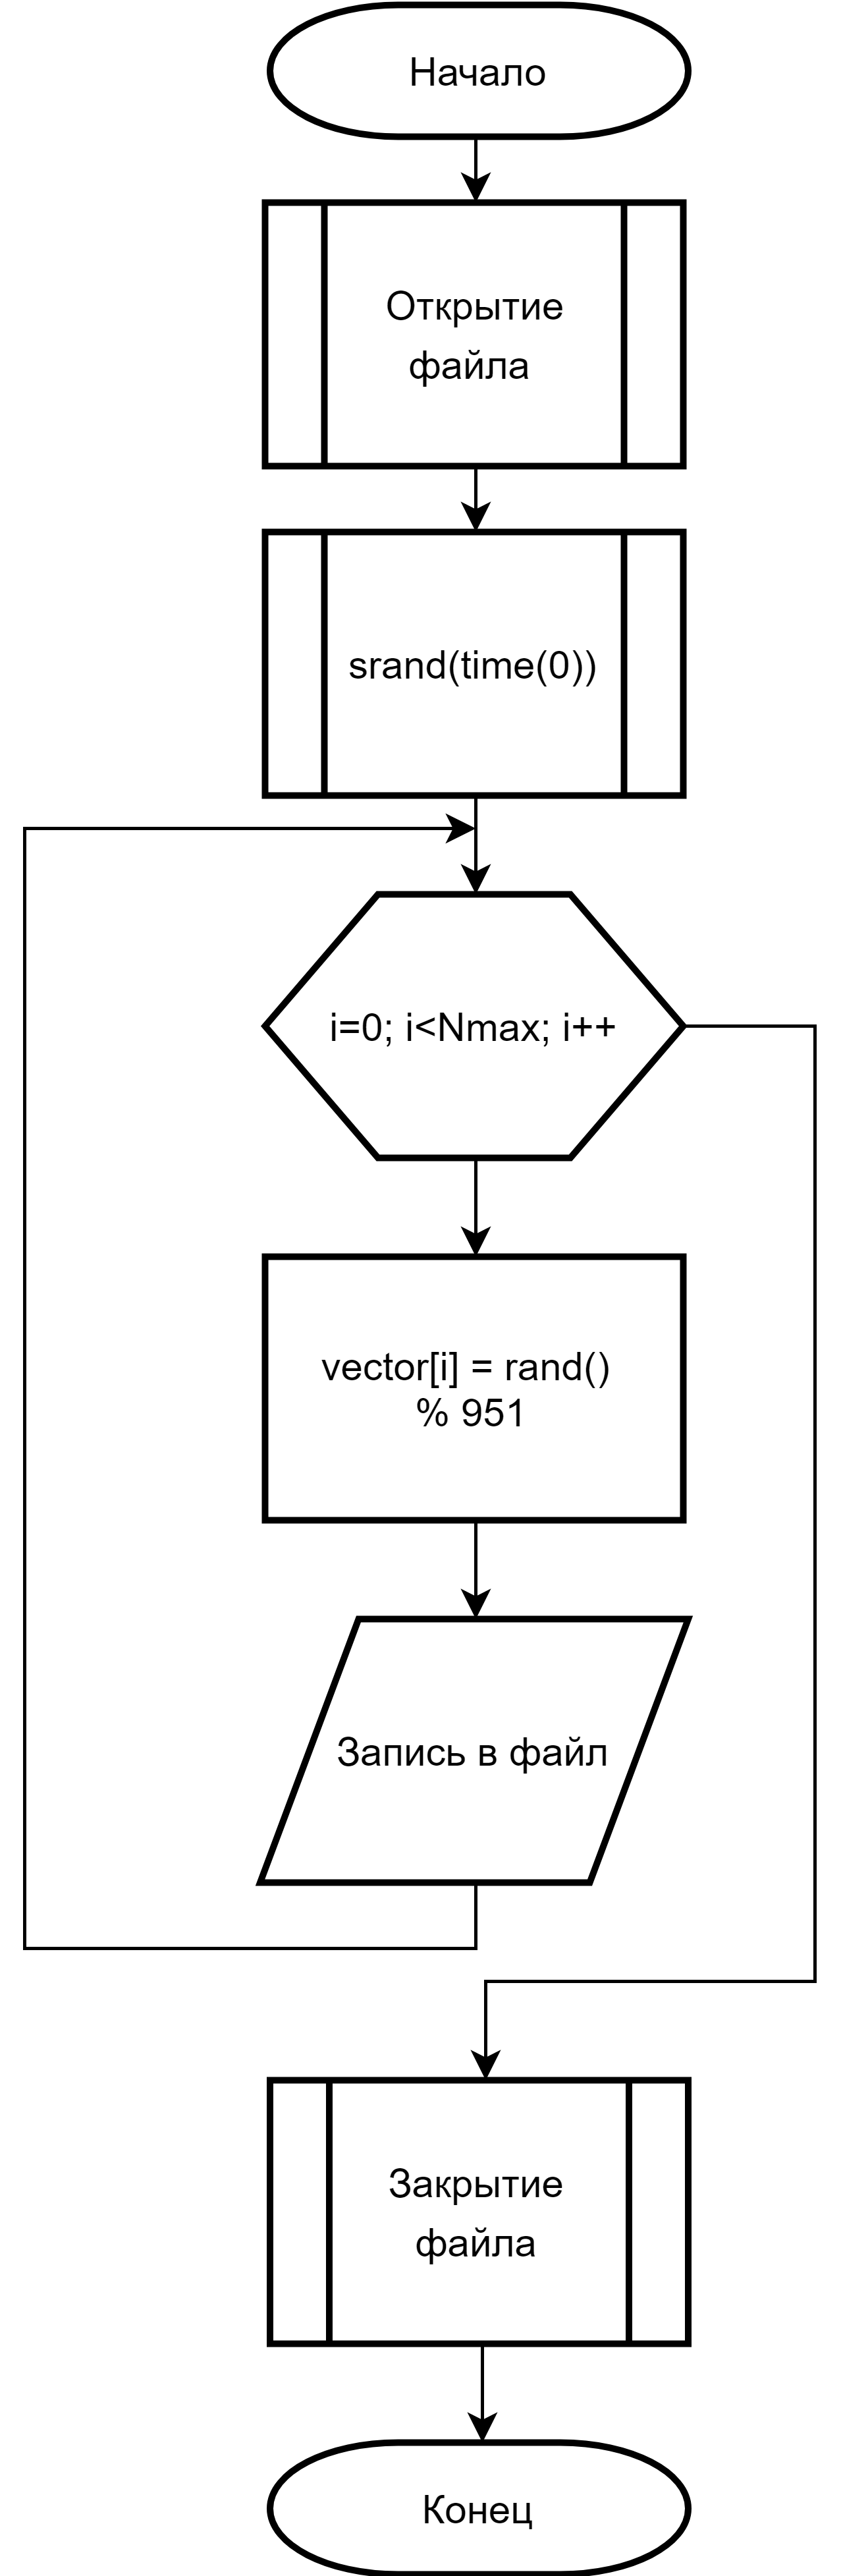 Начало
Открытие
файла
srand(time(0))
i=0; i<Nmax; i++
vector[i] = rand()
% 951
Запись в файл
Закрытие
файла
Конец